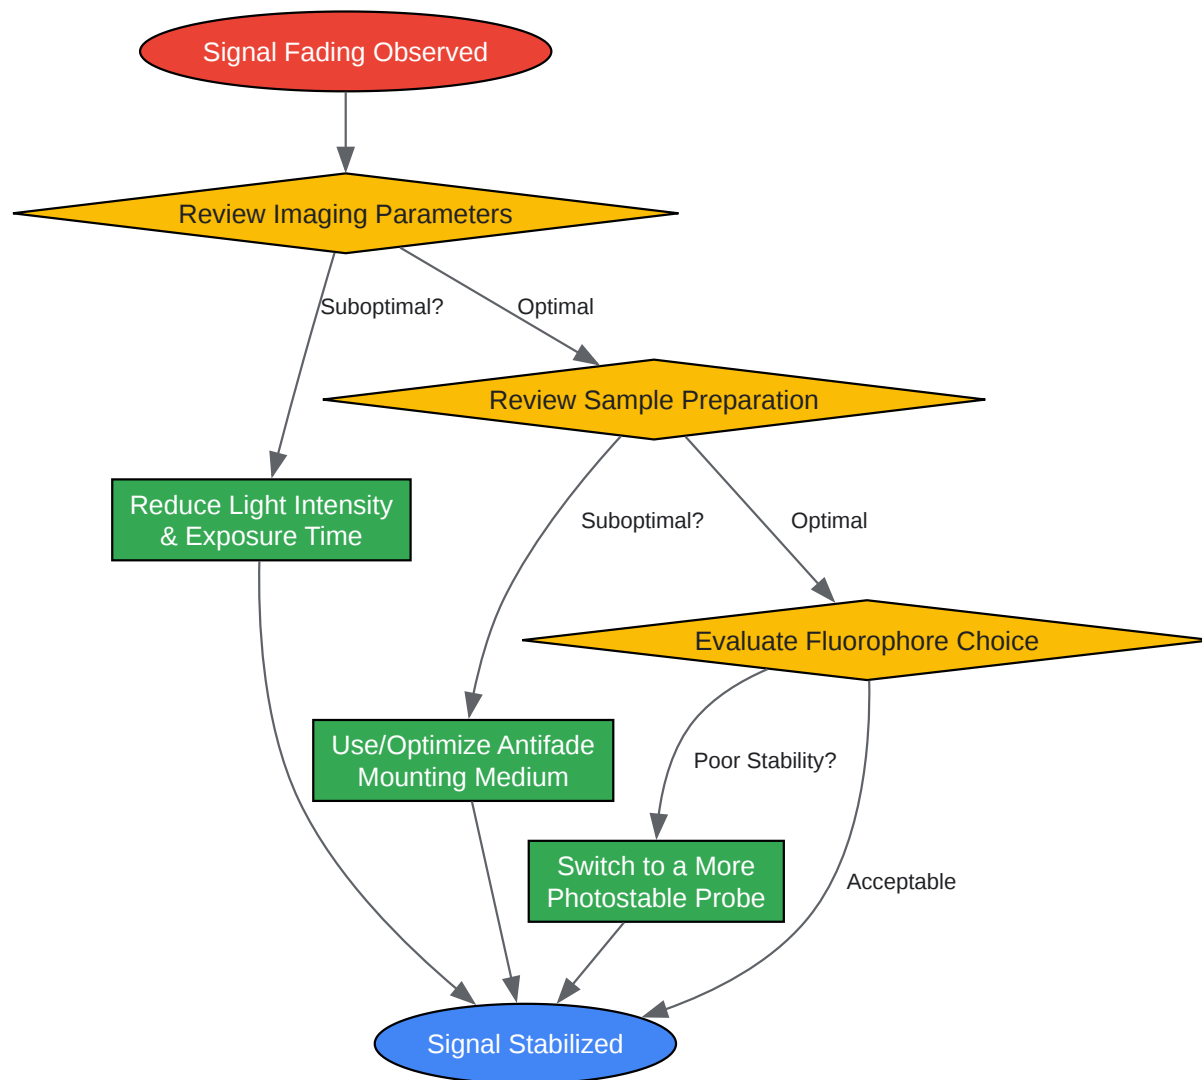 Signal Fading Observed
Review Imaging Parameters
Suboptimal?
Optimal
Review Sample Preparation
Reduce Light Intensity
& Exposure Time
Suboptimal?
Optimal
Evaluate Fluorophore Choice
Use/Optimize Antifade
Mounting Medium
Poor Stability?
Switch to a More
Photostable Probe
Acceptable
Signal Stabilized